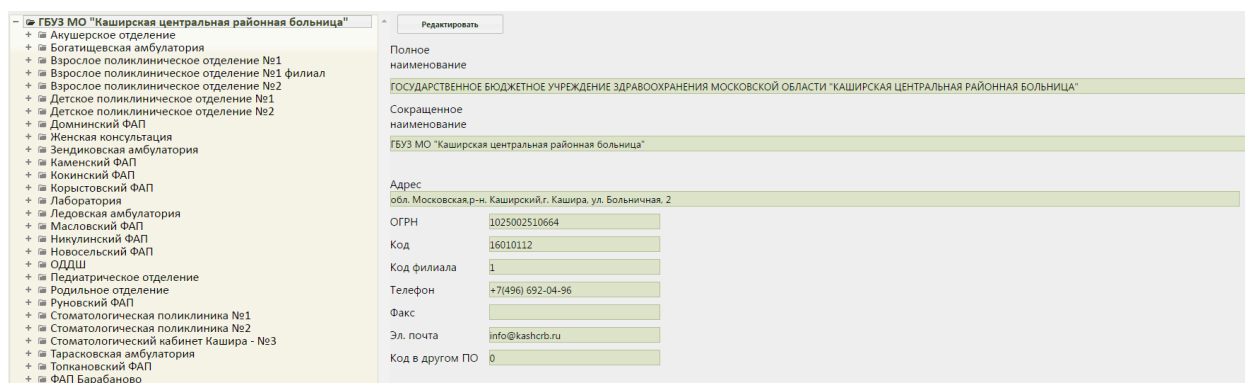 ГБУЗ МО "Каширская центральная районная больница"
Акушерское отделение
Богатищевская амбулатория
Взрослое поликлиническое отделение №1
Взрослое поликлиническое отделение №1 филиал
Взрослое поликлиническое отделение №2
Детское поликлиническое отделение №1
Детское поликлиническое отделение №2
Домнинский ФАП
Женская консультация
Зендиковская амбулатория
Каменский ФАП
Кокинский ФАП
Корыстовский ФАП
Лаборатория
Ледовская амбулатория
Масловский ФАП
Никулинский ФАП
Новосельский ФАП
ОДДШ
Педиатрическое отделение
Родильное отделение
Руновский ФАП
Стоматологическая поликлиника №1
Стоматологическая поликлиника №2
Стоматологический кабинет Кашира - №3
Тарасковская амбулатория
Топкановский ФАП
ФАП Барабаново
Редактировать
Полное
наименование
ГОСУДАРСТВЕННОЕ БЮДЖЕТНОЕ УЧРЕЖДЕНИЕ ЗДРАВООХРАНЕНИЯ МОСКОВСКОЙ ОБЛАСТИ "КАШИРСКАЯ ЦЕНТРАЛЬНАЯ РАЙОННАЯ БОЛЬНИЦА"
Сокращенное
наименование
ГБУЗ МО "Каширская центральная районная больница"
Адрес
обл. Московская,р-н. Каширский,г. Кашира, ул. Больничная, 2
ОГРН 1025002510664
Код 16010112
Код филиала 1
Телефон +7(496) 692-04-96
Факс
Эл. почта info@kashcrb.ru
Код в другом ПО 0